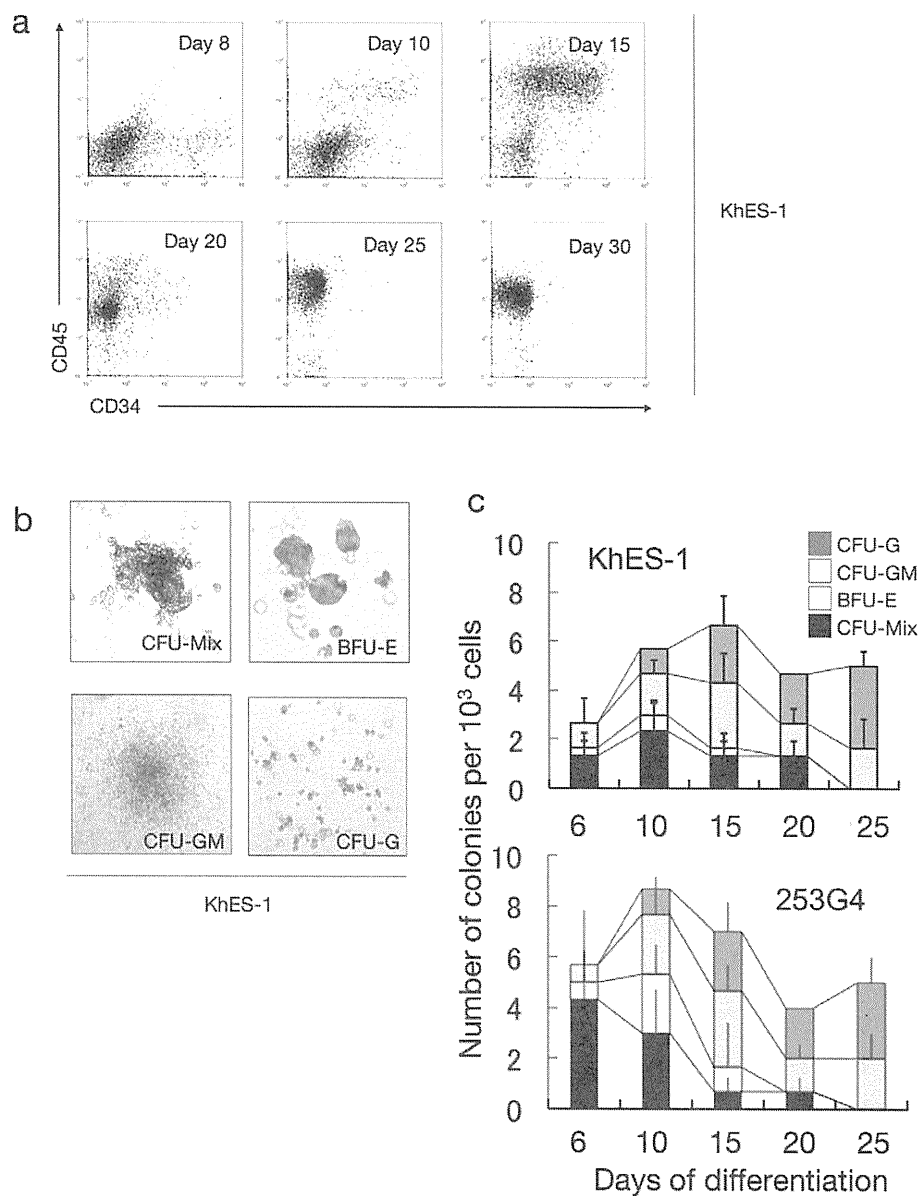 a
Day 8
Day 10
Day 15
Day 20
Day 25
Day 30
CD45
CD34
KhES-1
b
CFU-Mix
BFU-E
CFU-GM
CFU-G
KhES-1
c
KhES-1
CFU-G
CFU-GM
BFU-E
CFU-Mix
10
8
6
4
2
0
6 10 15 20 25
253G4
10
8
6
4
2
0
6 10 15 20 25
Number of colonies per 10³ cells
Days of differentiation